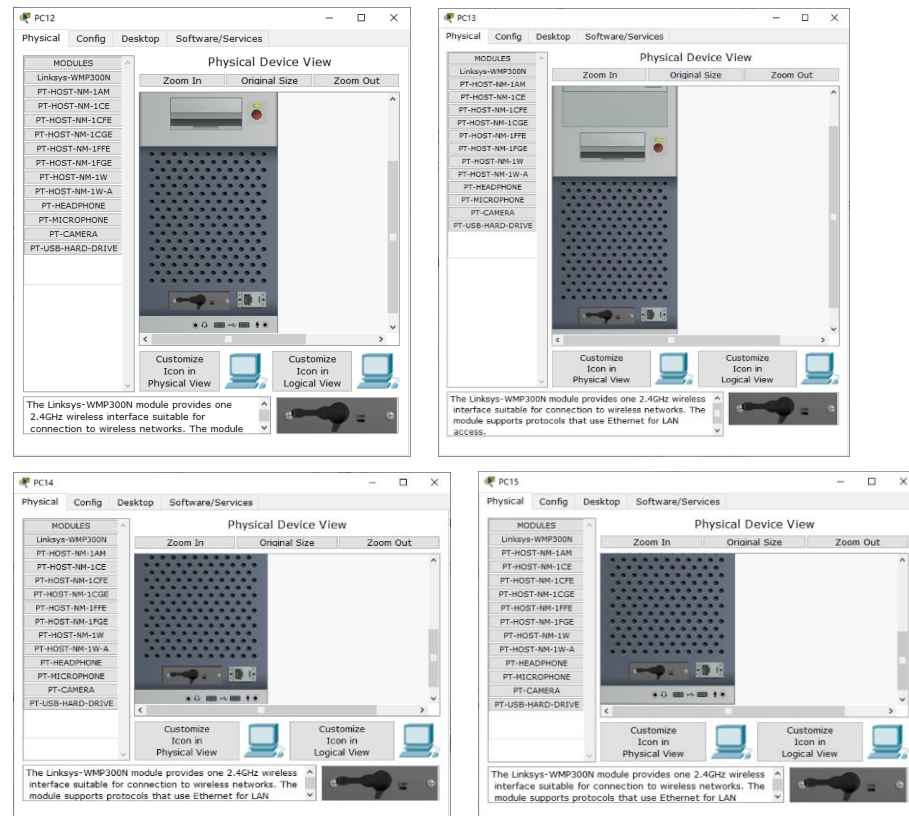 PC12
Physical Config Desktop Software/Services
MODULES
Linksys-WMP300N
PT-HOST-NM-1AM
PT-HOST-NM-1CE
PT-HOST-NM-1CFE
PT-HOST-NM-1CGE
PT-HOST-NM-1FFE
PT-HOST-NM-1FGE
PT-HOST-NM-1W
PT-HOST-NM-1W-A
PT-HEADPHONE
PT-MICROPHONE
PT-CAMERA
PT-USB-HARD-DRIVE
Physical Device View
Zoom In Original Size Zoom Out
Customize
Icon in
Physical View
Customize
Icon in
Logical View
The Linksys-WMP300N module provides one
2.4GHz wireless interface suitable for
connection to wireless networks. The module
PC13
Physical Config Desktop Software/Services
MODULES
Linksys-WMP300N
PT-HOST-NM-1AM
PT-HOST-NM-1CE
PT-HOST-NM-1CFE
PT-HOST-NM-1CGE
PT-HOST-NM-1FFE
PT-HOST-NM-1FGE
PT-HOST-NM-1W
PT-HOST-NM-1W-A
PT-HEADPHONE
PT-MICROPHONE
PT-CAMERA
PT-USB-HARD-DRIVE
Physical Device View
Zoom In Original Size Zoom Out
Customize
Icon in
Physical View
Customize
Icon in
Logical View
The Linksys-WMP300N module provides one 2.4GHz wireless
interface suitable for connection to wireless networks. The
module supports protocols that use Ethernet for LAN
access.
PC14
Physical Config Desktop Software/Services
MODULES
Linksys-WMP300N
PT-HOST-NM-1AM
PT-HOST-NM-1CE
PT-HOST-NM-1CFE
PT-HOST-NM-1CGE
PT-HOST-NM-1FFE
PT-HOST-NM-1FGE
PT-HOST-NM-1W
PT-HOST-NM-1W-A
PT-HEADPHONE
PT-MICROPHONE
PT-CAMERA
PT-USB-HARD-DRIVE
Physical Device View
Zoom In Original Size Zoom Out
Customize
Icon in
Physical View
Customize
Icon in
Logical View
The Linksys-WMP300N module provides one 2.4GHz wireless
interface suitable for connection to wireless networks. The
module supports protocols that use Ethernet for LAN
PC15
Physical Config Desktop Software/Services
MODULES
Linksys-WMP300N
PT-HOST-NM-1AM
PT-HOST-NM-1CE
PT-HOST-NM-1CFE
PT-HOST-NM-1CGE
PT-HOST-NM-1FFE
PT-HOST-NM-1FGE
PT-HOST-NM-1W
PT-HOST-NM-1W-A
PT-HEADPHONE
PT-MICROPHONE
PT-CAMERA
PT-USB-HARD-DRIVE
Physical Device View
Zoom In Original Size Zoom Out
Customize
Icon in
Physical View
Customize
Icon in
Logical View
The Linksys-WMP300N module provides one 2.4GHz wireless
interface suitable for connection to wireless networks. The
module supports protocols that use Ethernet for LAN